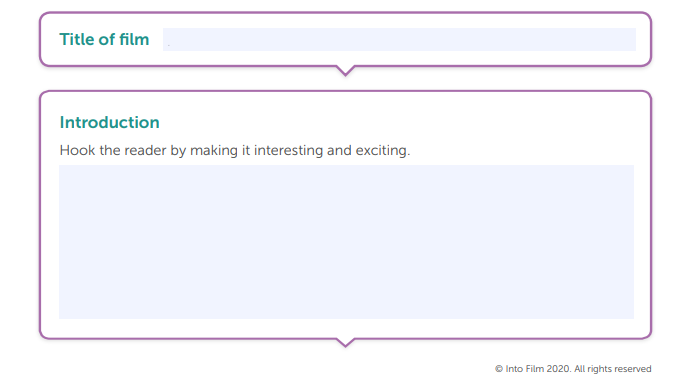 Title of film
Introduction
Hook the reader by making it interesting and exciting.
© Into Film 2020. All rights reserved